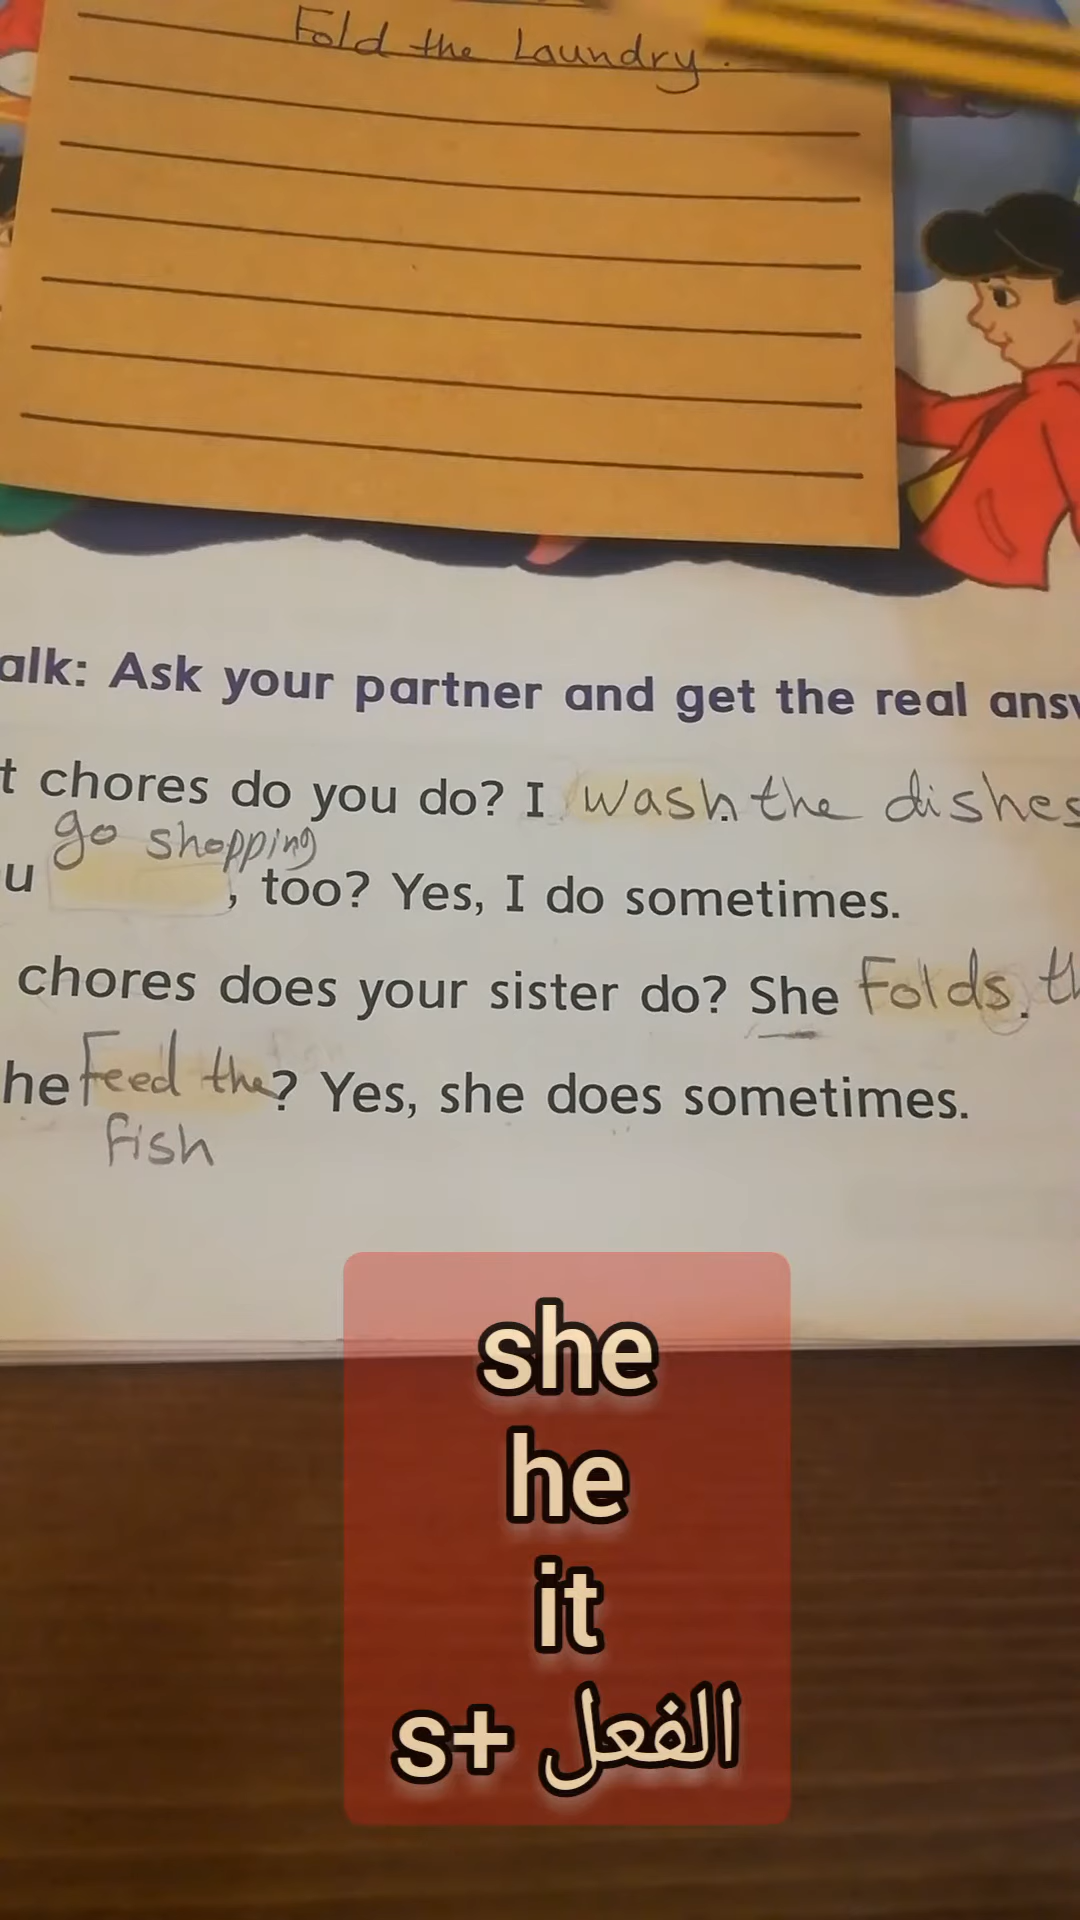 Fold the Laundry.
alk: Ask your partner and get the real answ
t chores do you do? I wash the dishes
go shopping
u , too? Yes, I do sometimes.
chores does your sister do? She Folds. th
he Feed the? Yes, she does sometimes.
fish
she
he
it
s+ الفعل